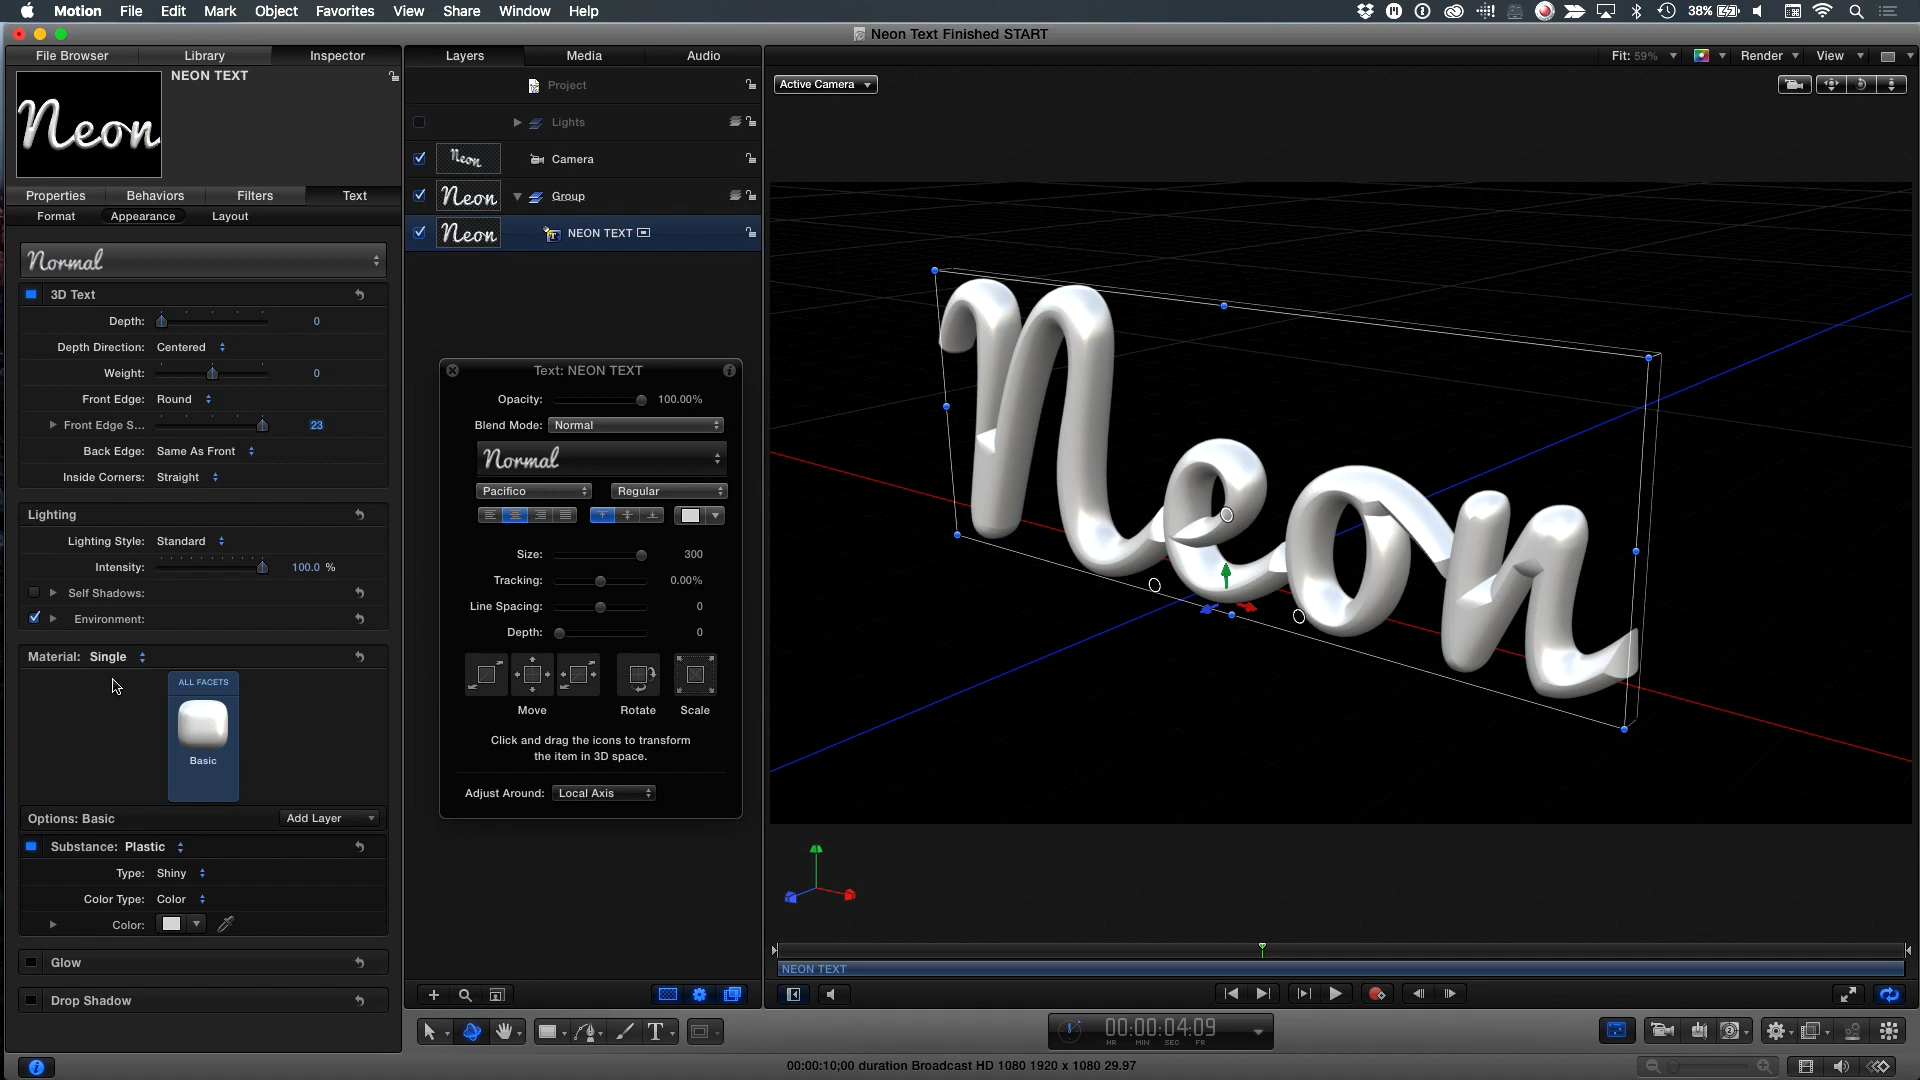 Motion File Edit Mark Object Favorites View Share Window Help
38%
Neon Text Finished START
File Browser Library Inspector
Layers Media Audio
Fit: 59% Render View
NEON TEXT
Neon
Project
Active Camera
Lights
Neon Camera
Neon Group
Neon NEON TEXT
Properties Behaviors Filters Text
Format Appearance Layout
Normal
3D Text
Depth: 0
Depth Direction: Centered
Weight: 0
Front Edge: Round
Front Edge S... 23
Back Edge: Same As Front
Inside Corners: Straight
Lighting
Lighting Style: Standard
Intensity: 100.0 %
Self Shadows:
Environment:
Material: Single
ALL FACETS
Basic
Options: Basic Add Layer
Substance: Plastic
Type: Shiny
Color Type: Color
Color:
Glow
Drop Shadow
Text: NEON TEXT
Opacity: 100.00%
Blend Mode: Normal
Normal
Pacifico Regular
Size: 300
Tracking: 0.00%
Line Spacing: 0
Depth: 0
Move Rotate Scale
Click and drag the icons to transform
the item in 3D space.
Adjust Around: Local Axis
Neon
NEON TEXT
T
00:00:04:09
HR MIN SEC FR
00:00:10;00 duration Broadcast HD 1080 1920 x 1080 29.97